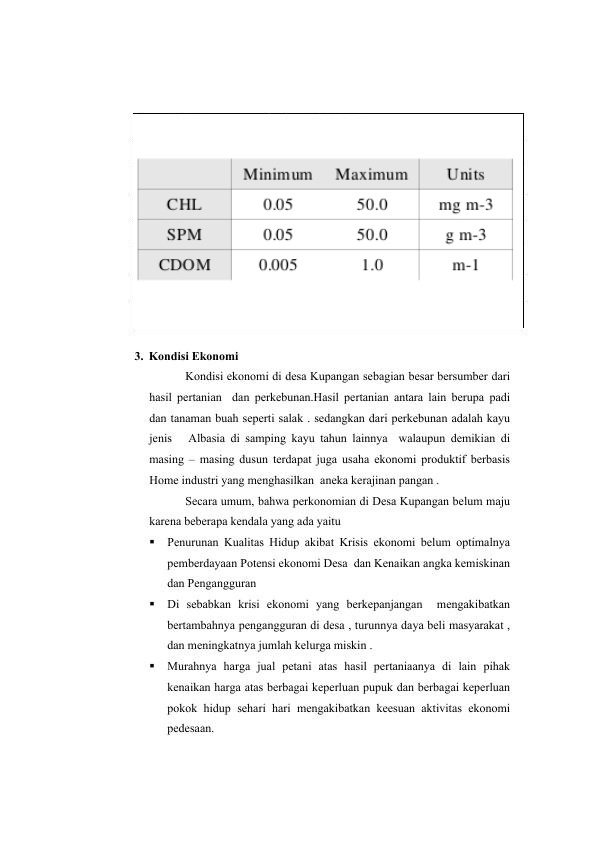 Minimum Maximum Units
CHL 0.05 50.0 mg m-3
SPM 0.05 50.0 g m-3
CDOM 0.005 1.0 m-1
3. Kondisi Ekonomi
Kondisi ekonomi di desa Kupangan sebagian besar bersumber dari
hasil pertanian dan perkebunan.Hasil pertanian antara lain berupa padi
dan tanaman buah seperti salak . sedangkan dari perkebunan adalah kayu
jenis Albasia di samping kayu tahun lainnya walaupun demikian di
masing – masing dusun terdapat juga usaha ekonomi produktif berbasis
Home industri yang menghasilkan aneka kerajinan pangan .
Secara umum, bahwa perkonomian di Desa Kupangan belum maju
karena beberapa kendala yang ada yaitu
▪ Penurunan Kualitas Hidup akibat Krisis ekonomi belum optimalnya
pemberdayaan Potensi ekonomi Desa dan Kenaikan angka kemiskinan
dan Pengangguran
▪ Di sebabkan krisi ekonomi yang berkepanjangan mengakibatkan
bertambahnya pengangguran di desa , turunnya daya beli masyarakat ,
dan meningkatnya jumlah kelurga miskin .
▪ Murahnya harga jual petani atas hasil pertaniaanya di lain pihak
kenaikan harga atas berbagai keperluan pupuk dan berbagai keperluan
pokok hidup sehari hari mengakibatkan keesuan aktivitas ekonomi
pedesaan.